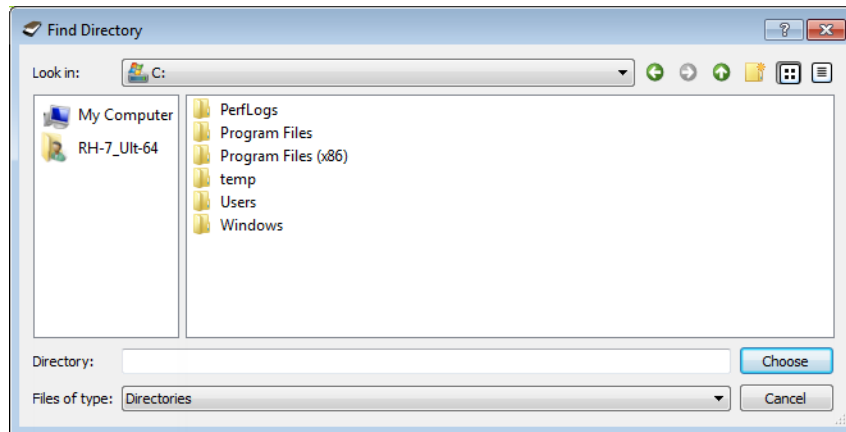 Find Directory
Look in: C:
My Computer
RH-7_Ult-64
PerfLogs
Program Files
Program Files (x86)
temp
Users
Windows
Directory: Choose
Files of type: Directories Cancel